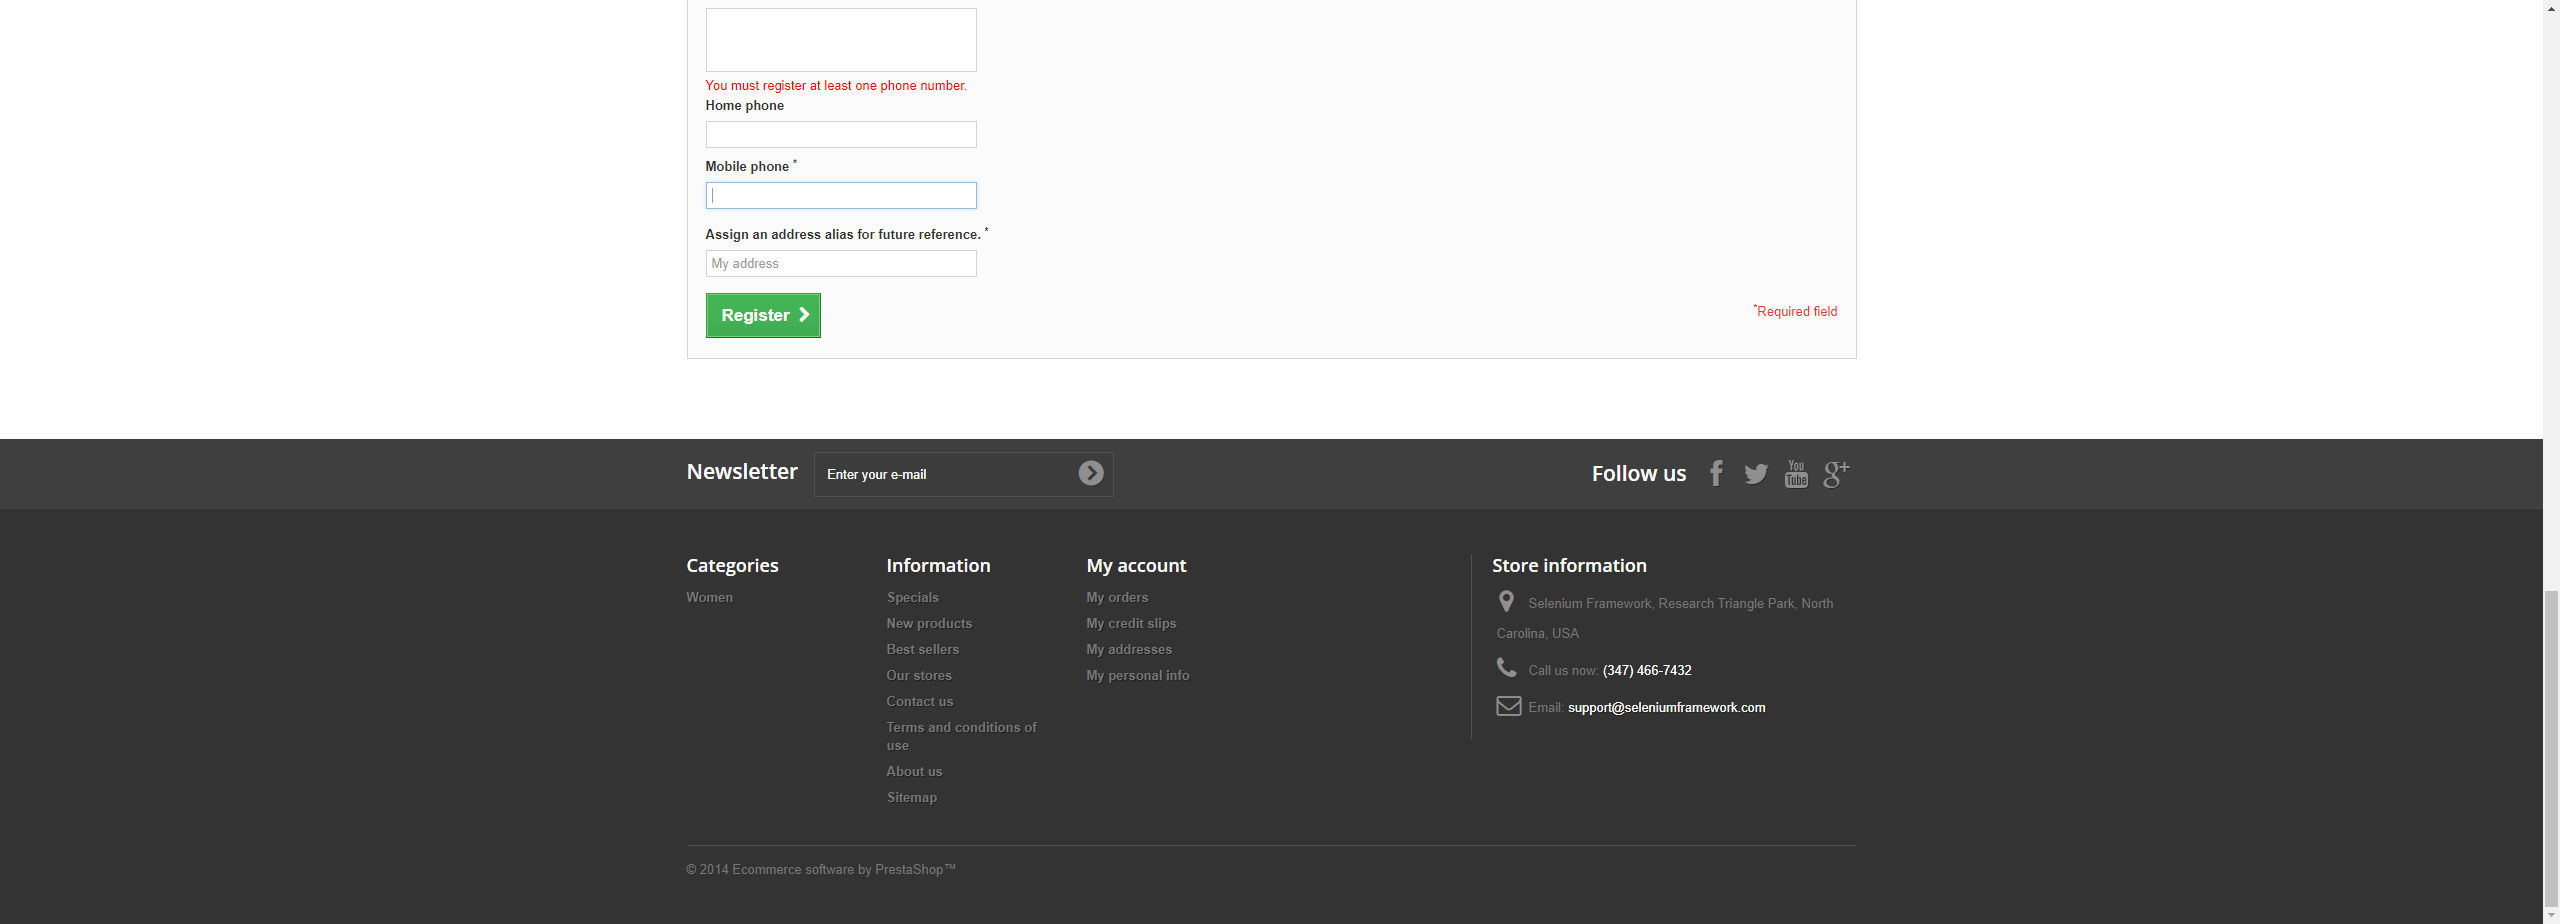 You must register at least one phone number.
Home phone
Mobile phone *
Assign an address alias for future reference. *
My address
Register
*Required field
Newsletter
Enter your e-mail
Follow us
You
Tube
g+
Categories
Women
Information
Specials
New products
Best sellers
Our stores
Contact us
Terms and conditions of
use
About us
Sitemap
My account
My orders
My credit slips
My addresses
My personal info
Store information
Selenium Framework, Research Triangle Park, North
Carolina, USA
Call us now: (347) 466-7432
Email: support@seleniumframework.com
© 2014 Ecommerce software by PrestaShop™